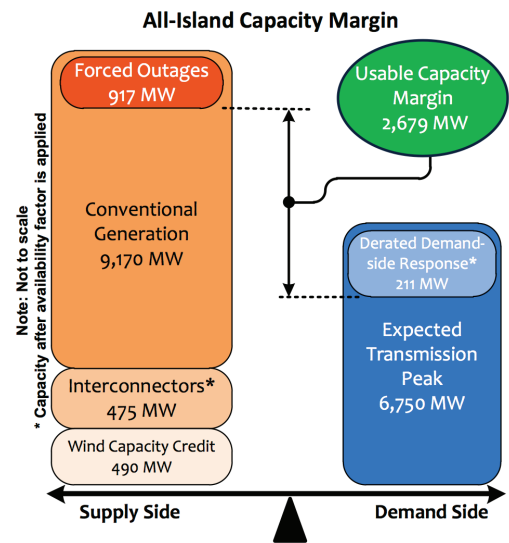 All-Island Capacity Margin
Forced Outages
917 MW
Conventional
Generation
9,170 MW
Interconnectors*
475 MW
Wind Capacity Credit
490 MW
Usable Capacity
Margin
2,679 MW
Derated Demand-
side Response*
211 MW
Expected
Transmission
Peak
6,750 MW
Supply Side
Demand Side
Note: Not to scale
* Capacity after availability factor is applied